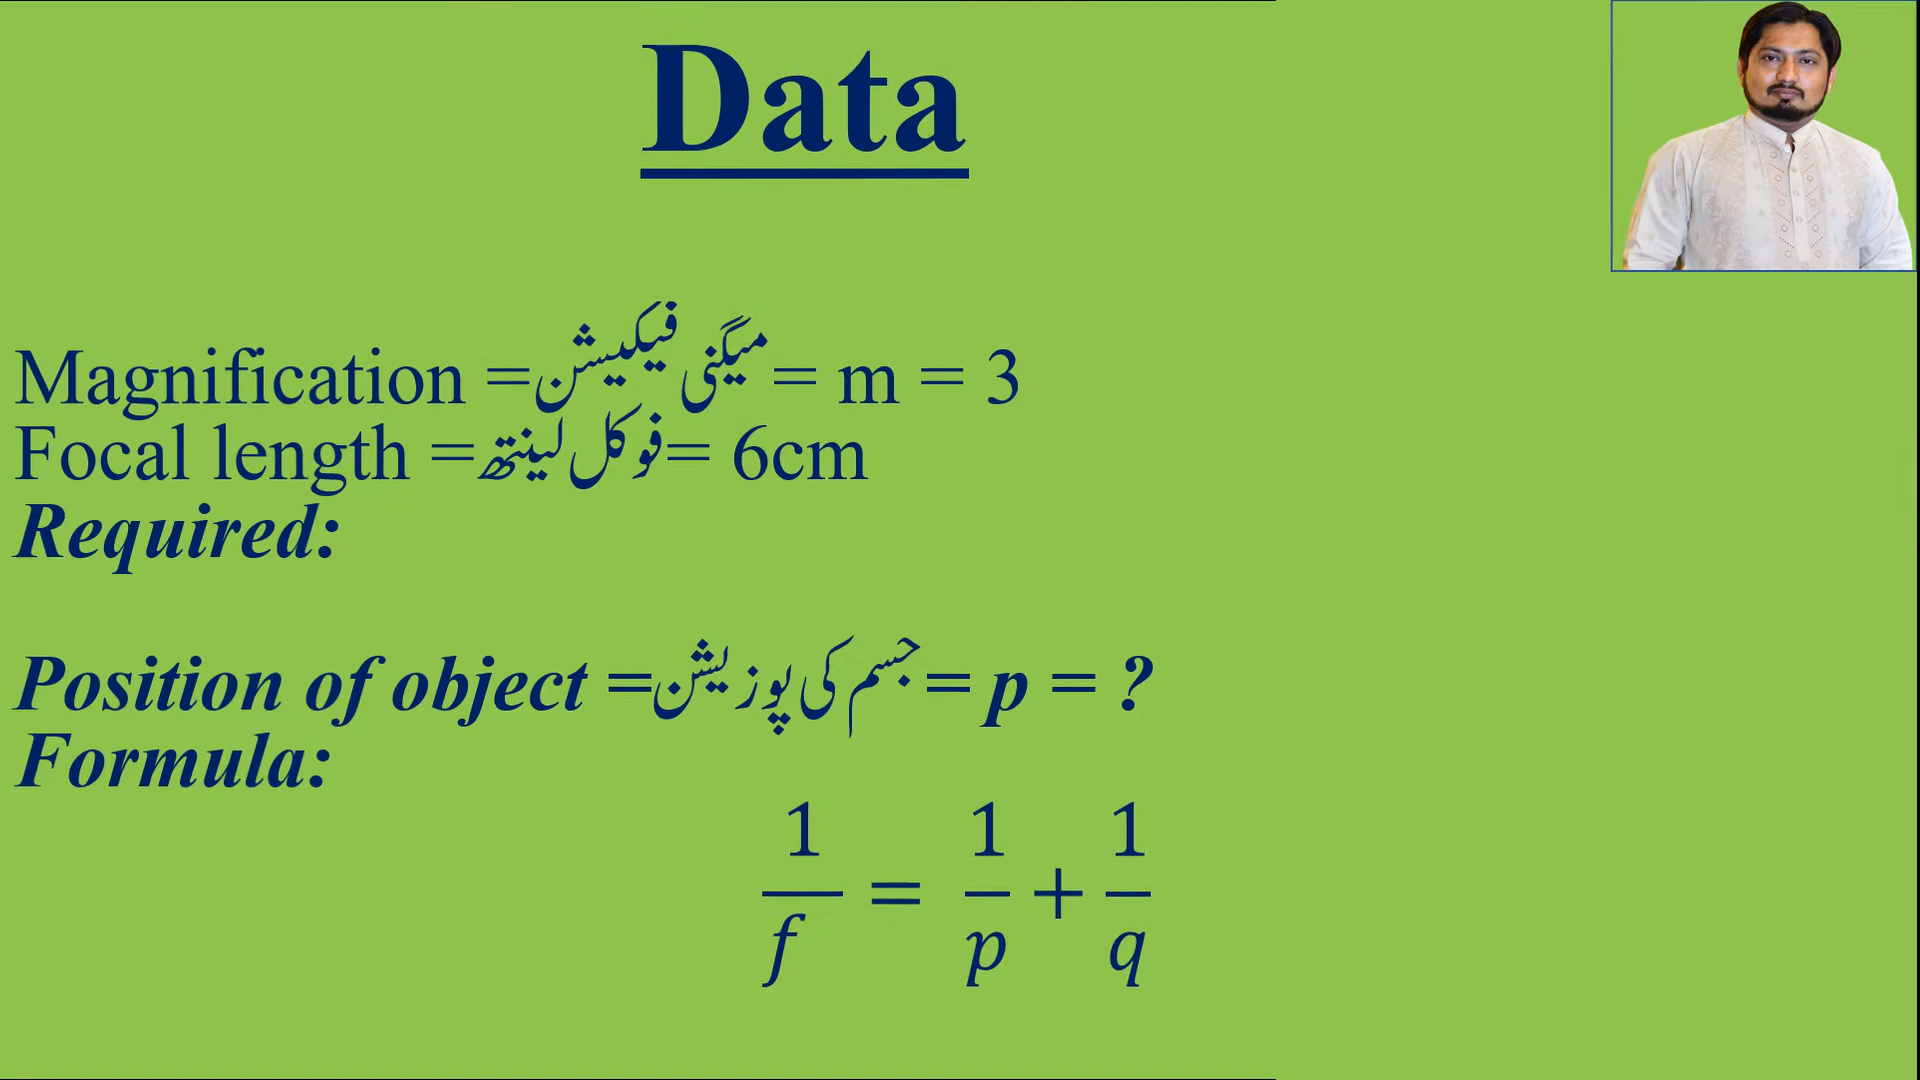 Data
Magnification =میگنی فیکیشن= m = 3
Focal length =فوکل لینتھ= 6cm
Required:
Position of object =جسم کی پوزیشن= p = ?
Formula:
1/f = 1/p + 1/q